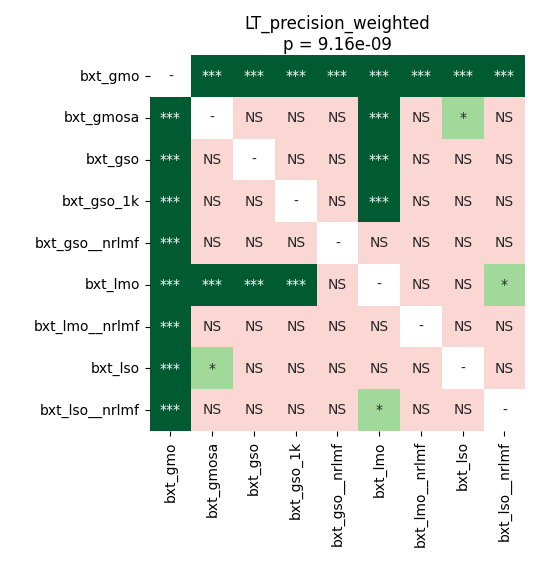 LT_precision_weighted
p = 9.16e-09
bxt_gmo - *** *** *** *** *** *** *** ***
bxt_gmosa *** - NS NS NS *** NS * NS
bxt_gso *** NS - NS NS *** NS NS NS
bxt_gso_1k *** NS NS - NS *** NS NS NS
bxt_gso__nrlmf *** NS NS NS - NS NS NS NS
bxt_lmo *** *** *** *** NS - NS NS *
bxt_lmo__nrlmf *** NS NS NS NS NS - NS NS
bxt_lso *** * NS NS NS NS NS - NS
bxt_lso__nrlmf *** NS NS NS NS * NS NS -
bxt_gmo
bxt_gmosa
bxt_gso
bxt_gso_1k
bxt_gso__nrlmf
bxt_lmo
bxt_lmo__nrlmf
bxt_lso
bxt_lso__nrlmf